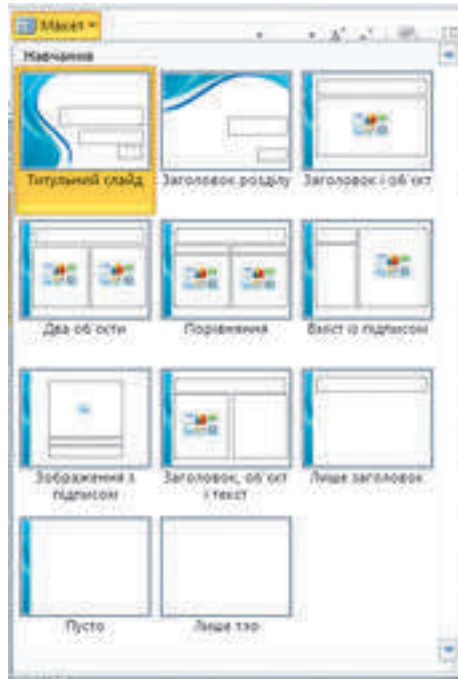 Макет
Навчання
Титульний слайд
Заголовок розділу
Заголовок і об'єкт
Два об'єкти
Порівняння
Вміст із підписом
Зображення з
підписом
Заголовок, об'єкт
і текст
Лише заголовок
Пусто
Лише тло